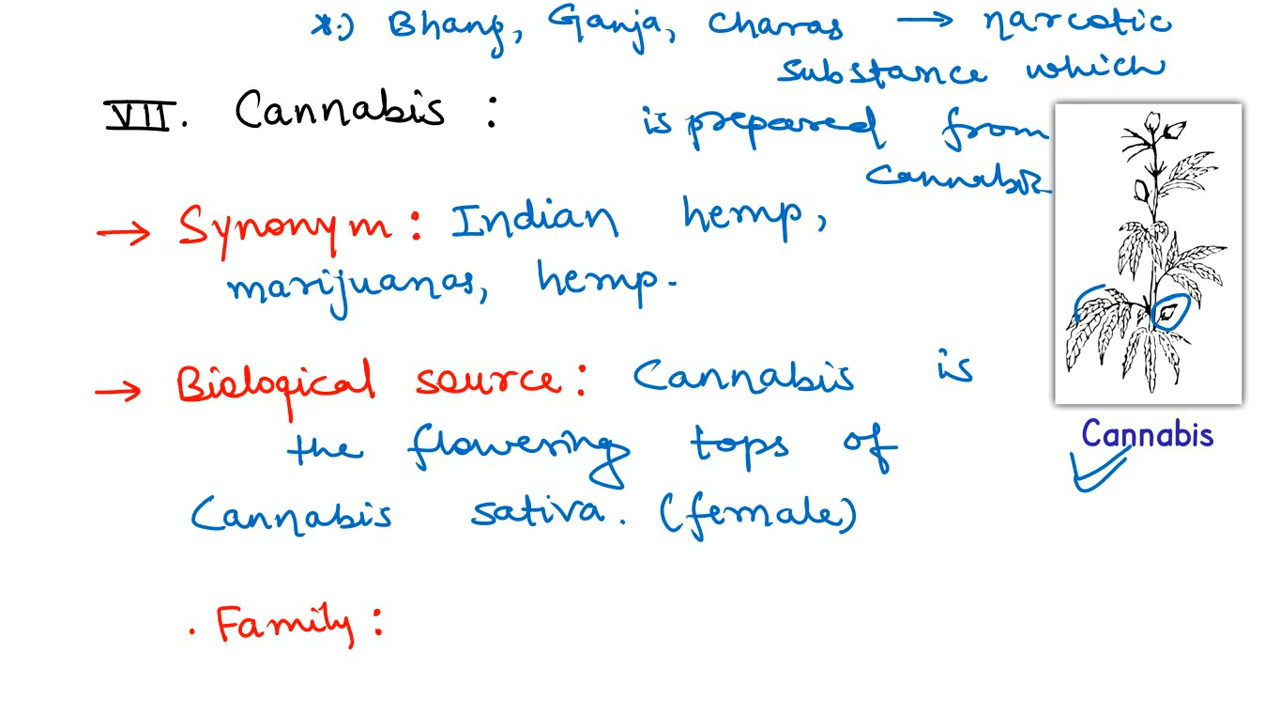 *:) Bhang, Ganja, Charas → narcotic
substance which
is prepared from
cannabis
VII. Cannabis :
→ Synonym : Indian hemp,
marijuanas, hemp.
→ Biological source : Cannabis is
the flowering tops of
Cannabis sativa. (female)
. Family :
Cannabis